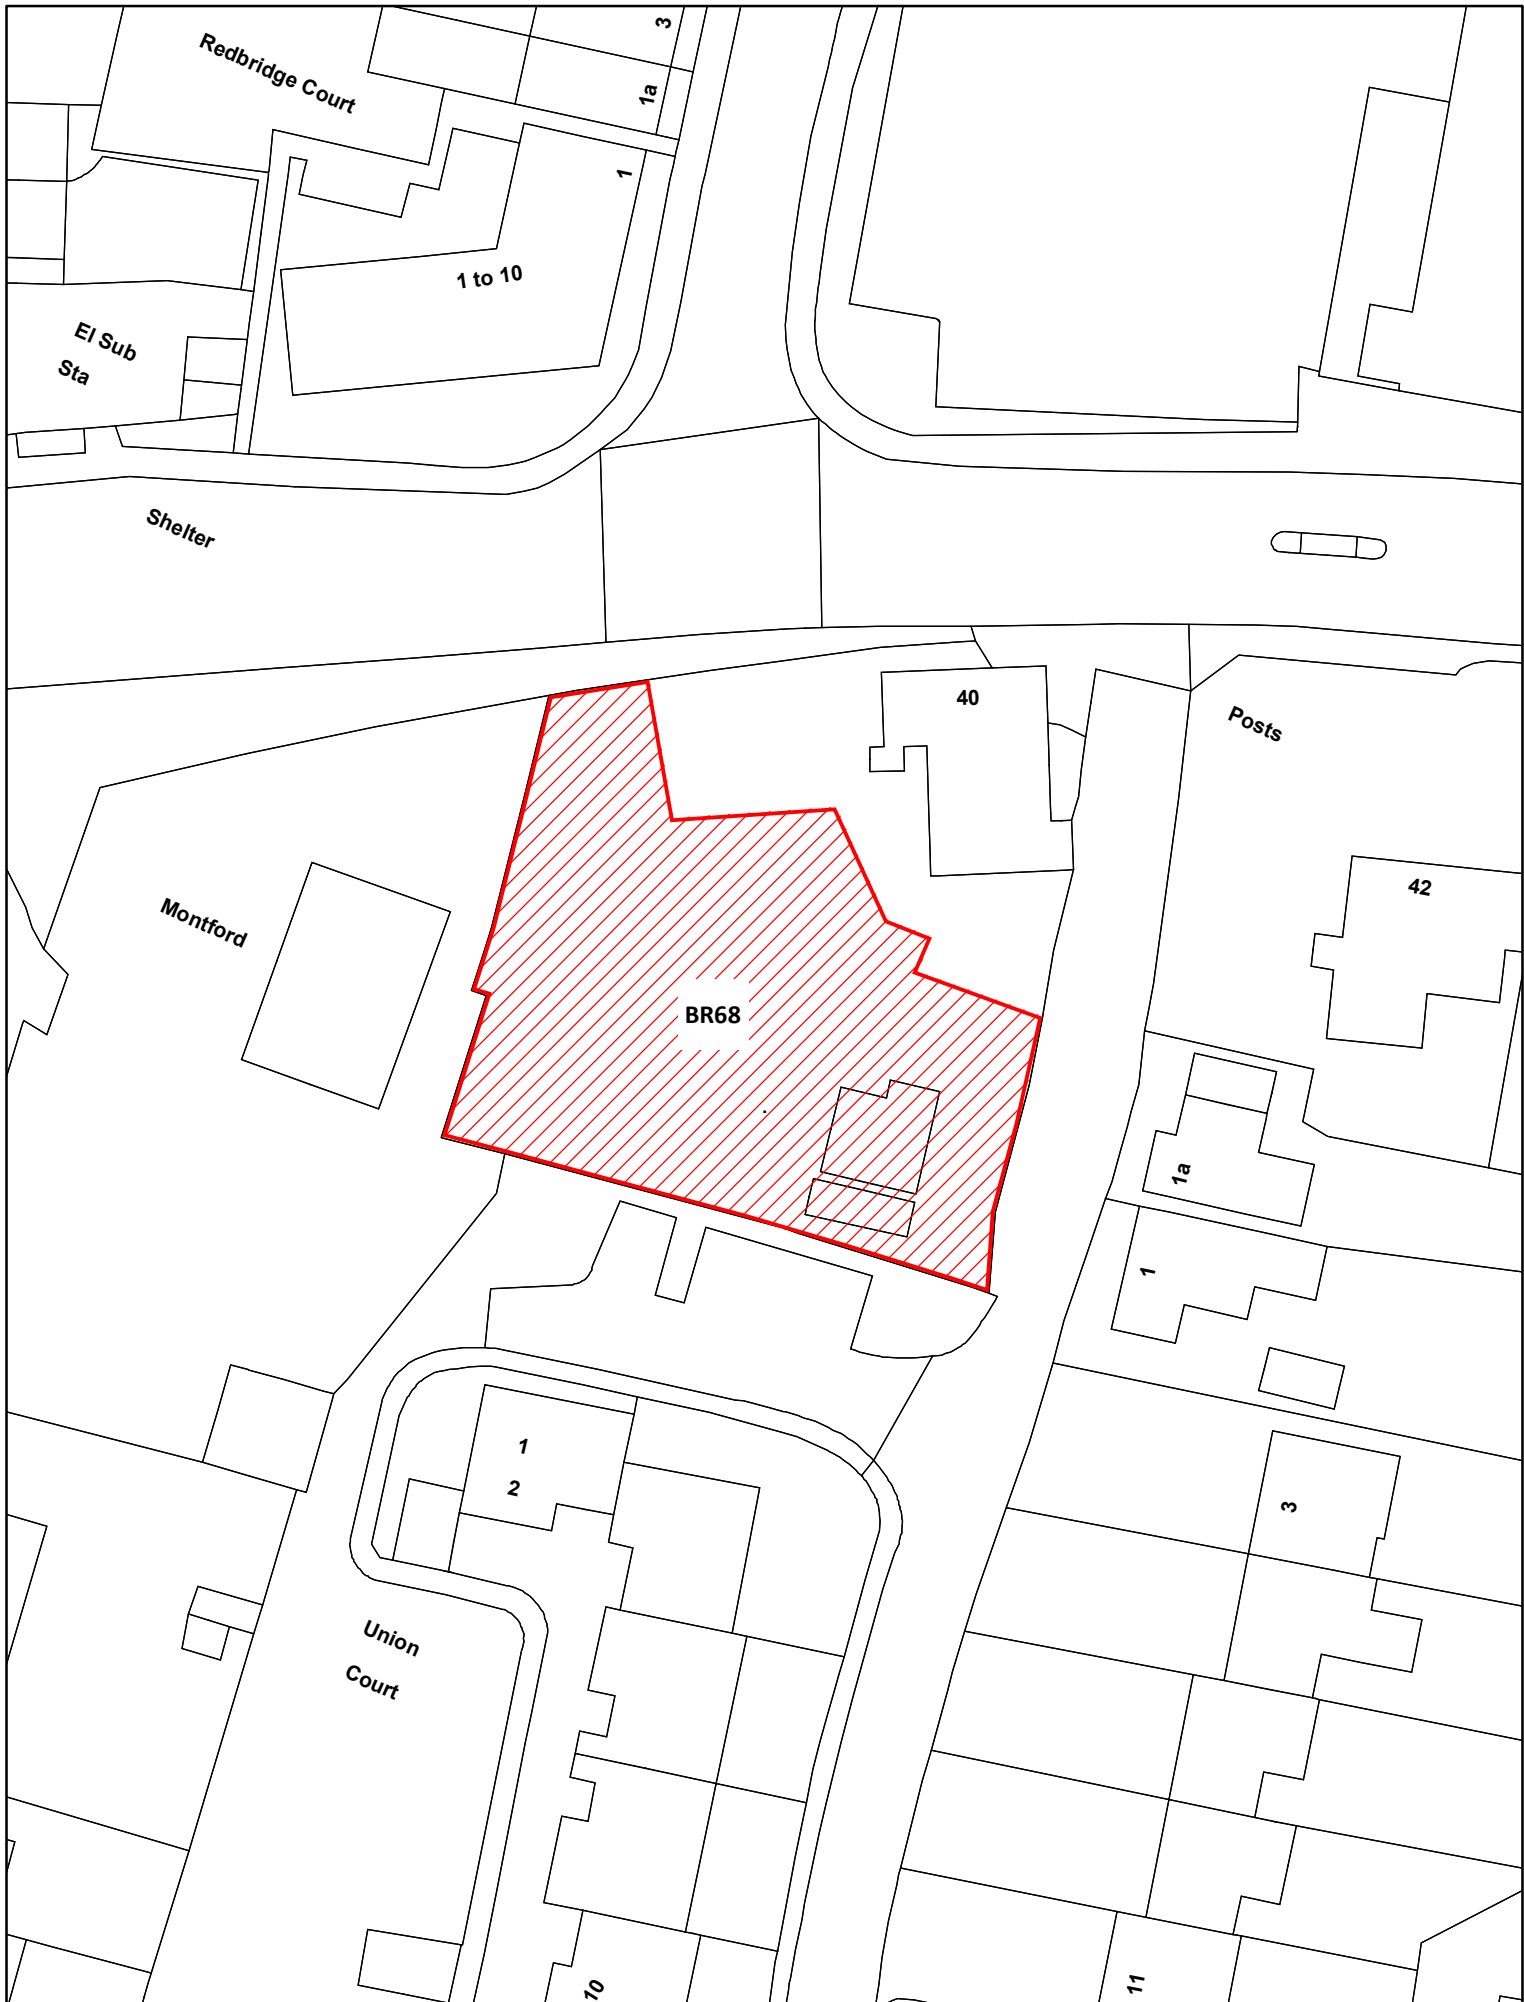 3
Redbridge Court
1a
1
1 to 10
El Sub
Sta
Shelter
40
Posts
42
Montford
BR68
1a
1
1
2
3
Union
Court
10
11